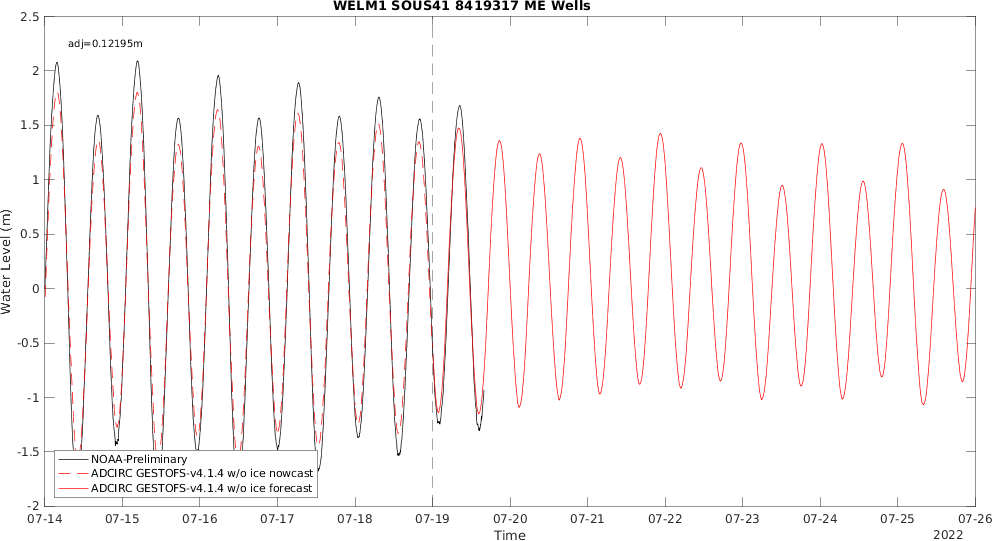 WELM1 SOUS41 8419317 ME Wells
adj=0.12195m
2.5
2
1.5
1
0.5
0
-0.5
-1
-1.5
-2
Water Level (m)
NOAA-Preliminary
ADCIRC GESTOFS-v4.1.4 w/o ice nowcast
ADCIRC GESTOFS-v4.1.4 w/o ice forecast
07-14 07-15 07-16 07-17 07-18 07-19 07-20 07-21 07-22 07-23 07-24 07-25 07-26
Time
2022